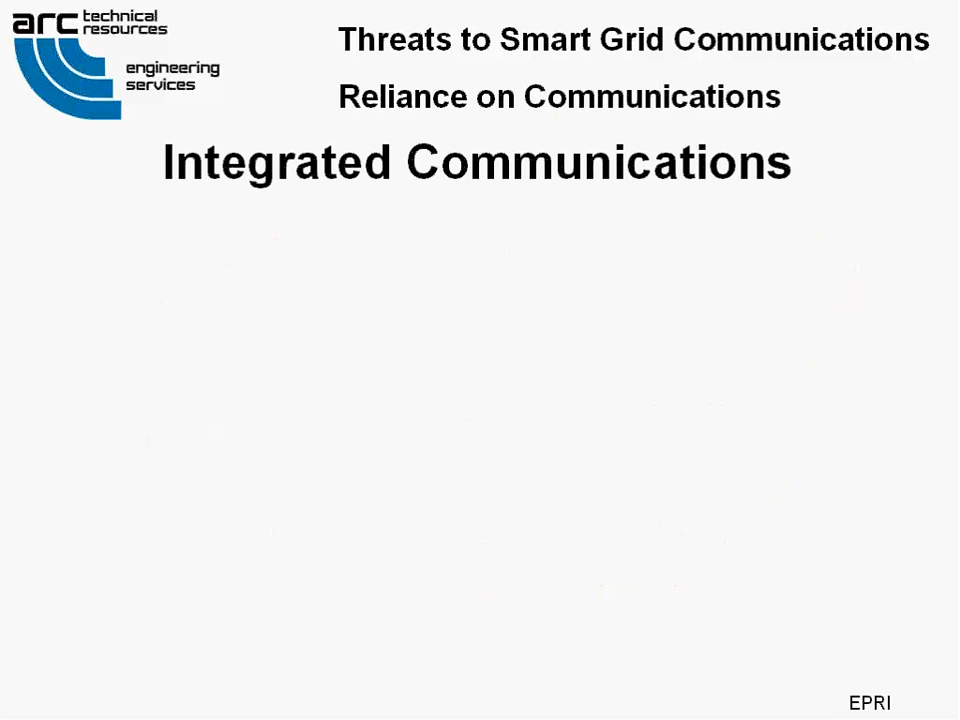 arc technical
resources
engineering
services
Threats to Smart Grid Communications
Reliance on Communications
Integrated Communications
EPRI